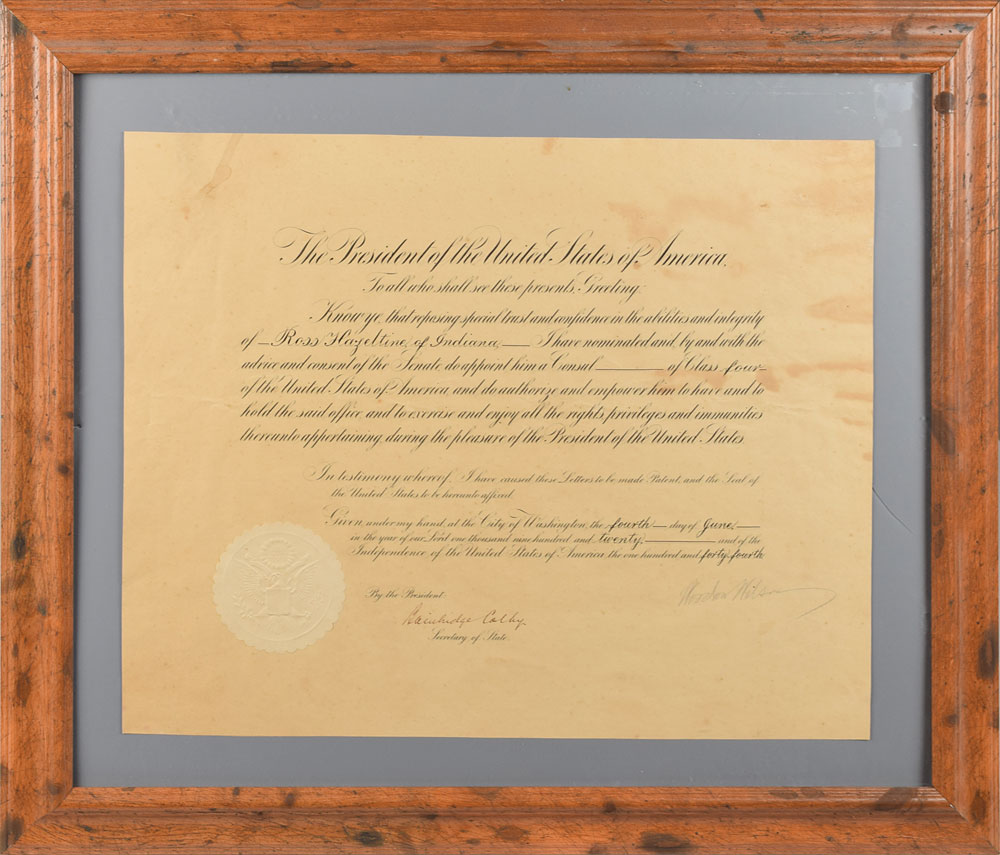 The President of the United States of America.
To all who shall see these presents, Greeting:
Know ye, that reposing special trust and confidence in the abilities and integrity
of — Ross Hazeltine, of Indiana, — I have nominated and, by and with the
advice and consent of the Senate do appoint him a Consul — of Class four
of the United States of America, and do authorize and empower him to have and to
hold the said office and to exercise and enjoy all the rights, privileges and immunities
thereunto appertaining, during the pleasure of the President of the United States.
In testimony whereof, I have caused these Letters to be made Patent, and the Seal of
the United States to be hereunto affixed.
Given under my hand, at the City of Washington, the fourth — day of June, —
in the year of our Lord one thousand nine hundred and twenty, — and of the
Independence of the United States of America, the one hundred and forty-fourth.
By the President:
Woodrow Wilson
Bainbridge Colby
Secretary of State.